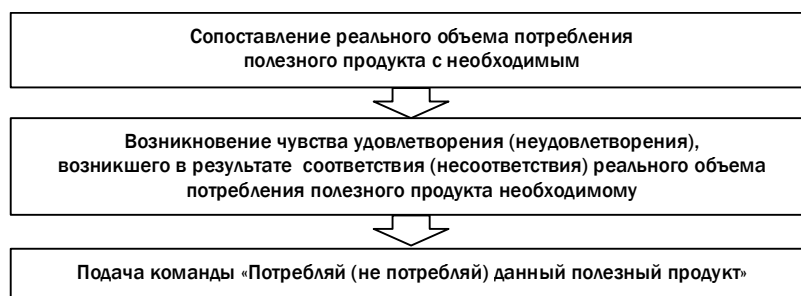 Сопоставление реального объема потребления
полезного продукта с необходимым
Возникновение чувства удовлетворения (неудовлетворения),
возникшего в результате соответствия (несоответствия) реального объема
потребления полезного продукта необходимому
Подача команды «Потребляй (не потребляй) данный полезный продукт»